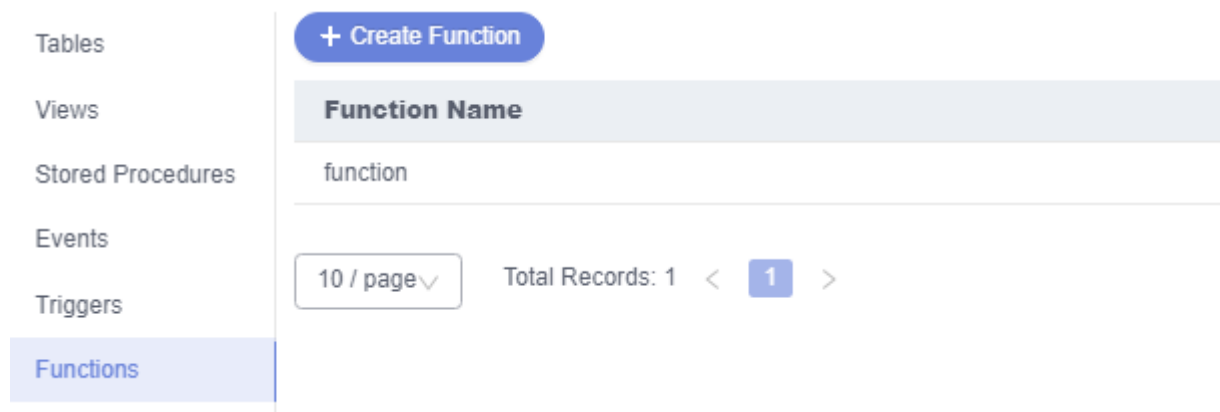 Tables
Views
Stored Procedures
Events
Triggers
Functions
+ Create Function
Function Name
function
10 / page
Total Records: 1 < 1 >